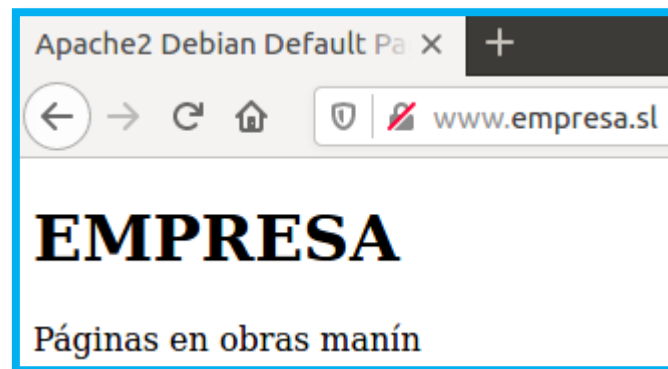 Apache2 Debian Default Pa
www.empresa.sl
EMPRESA
Páginas en obras manín